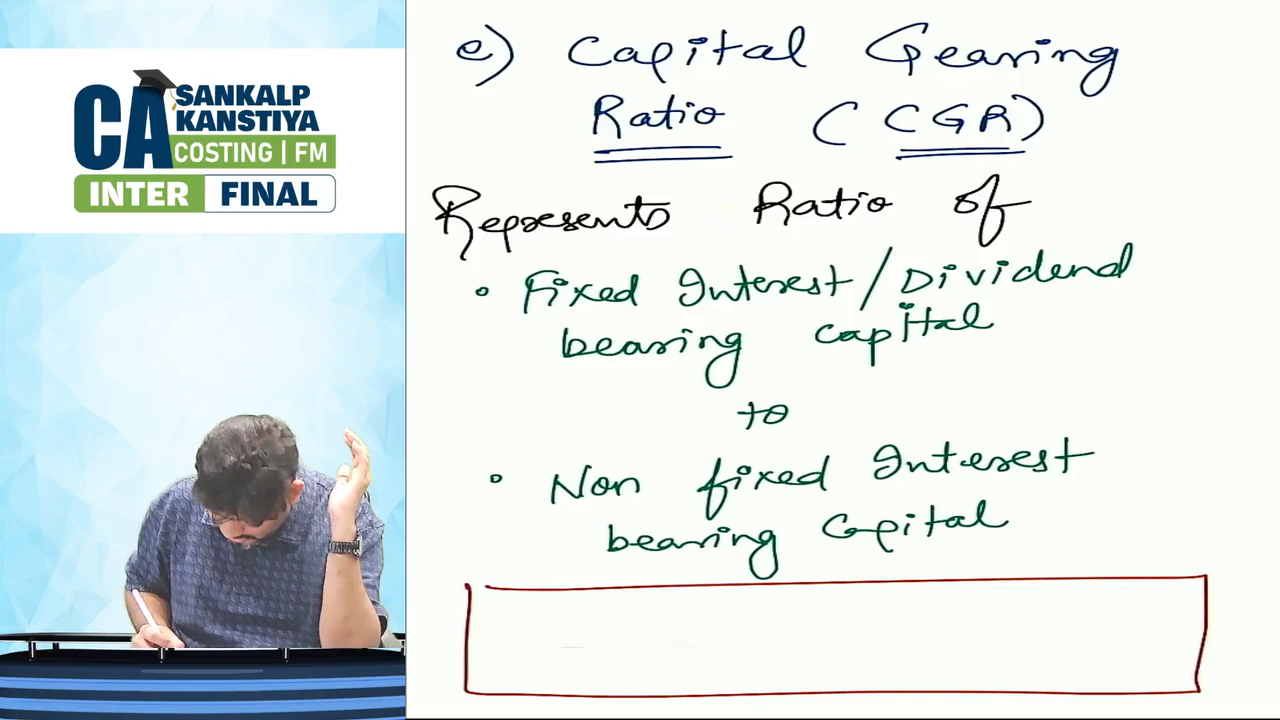 CA
SANKALP
KANSTIYA
COSTING | FM
INTER FINAL
e) Capital Gearing
Ratio (CGR)
Represents Ratio of
• Fixed Interest/Dividend
bearing capital
to
• Non fixed Interest
bearing Capital